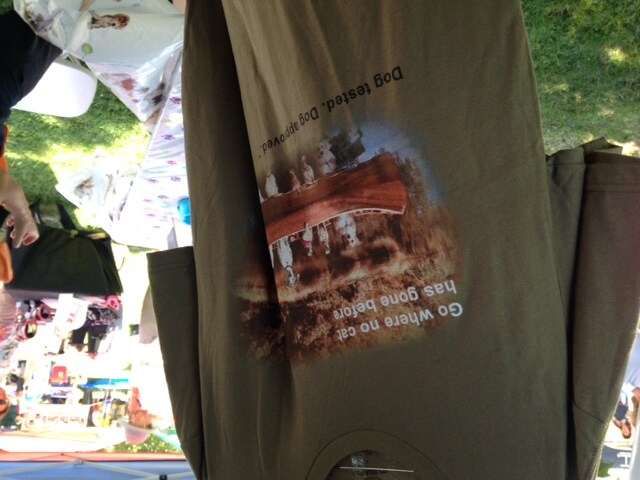 Go where no cat
has gone before
Dog tested. Dog approved.